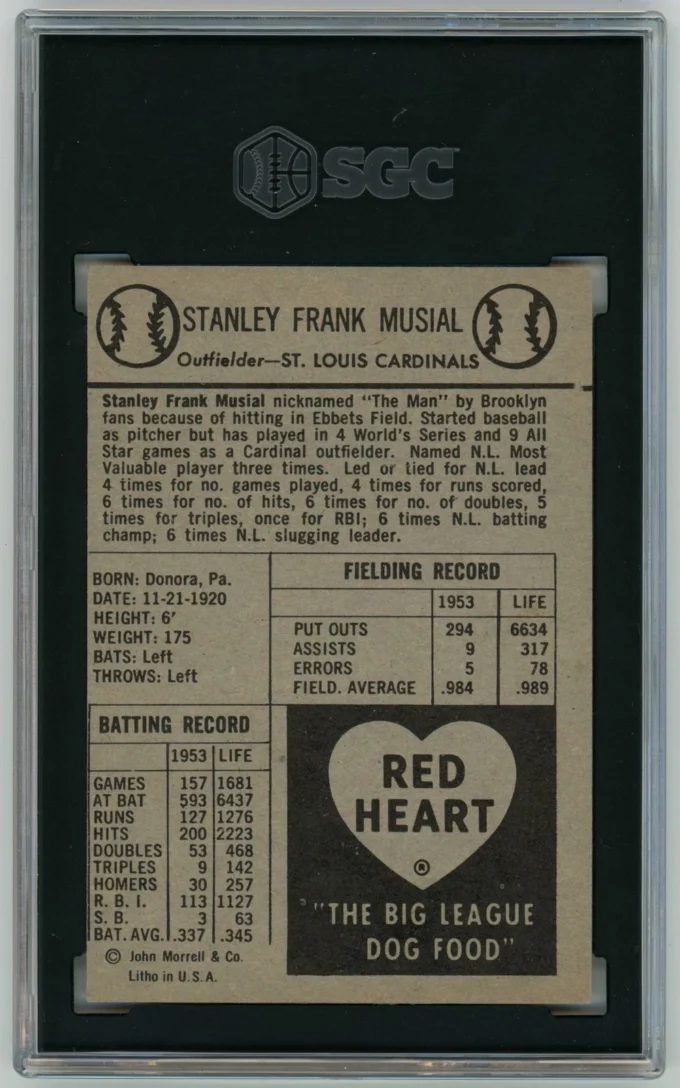 SGC
STANLEY FRANK MUSIAL
Outfielder—ST. LOUIS CARDINALS
Stanley Frank Musial nicknamed "The Man" by Brooklyn
fans because of hitting in Ebbets Field. Started baseball
as pitcher but has played in 4 World's Series and 9 All
Star games as a Cardinal outfielder. Named N.L. Most
Valuable player three times. Led or tied for N.L. lead
4 times for no. games played, 4 times for runs scored,
6 times for no. of hits, 6 times for no. of doubles, 5
times for triples, once for RBI; 6 times N.L. batting
champ; 6 times N.L. slugging leader.
BORN: Donora, Pa.
DATE: 11-21-1920
HEIGHT: 6'
WEIGHT: 175
BATS: Left
THROWS: Left
FIELDING RECORD
1953 LIFE
PUT OUTS 294 6634
ASSISTS 9 317
ERRORS 5 78
FIELD. AVERAGE .984 .989
BATTING RECORD
1953 LIFE
GAMES 157 1681
AT BAT 593 6437
RUNS 127 1276
HITS 200 2223
DOUBLES 53 468
TRIPLES 9 142
HOMERS 30 257
R. B. I. 113 1127
S. B. 3 63
BAT. AVG. .337 .345
© John Morrell & Co.
Litho in U.S.A.
RED
HEART
®
"THE BIG LEAGUE
DOG FOOD"